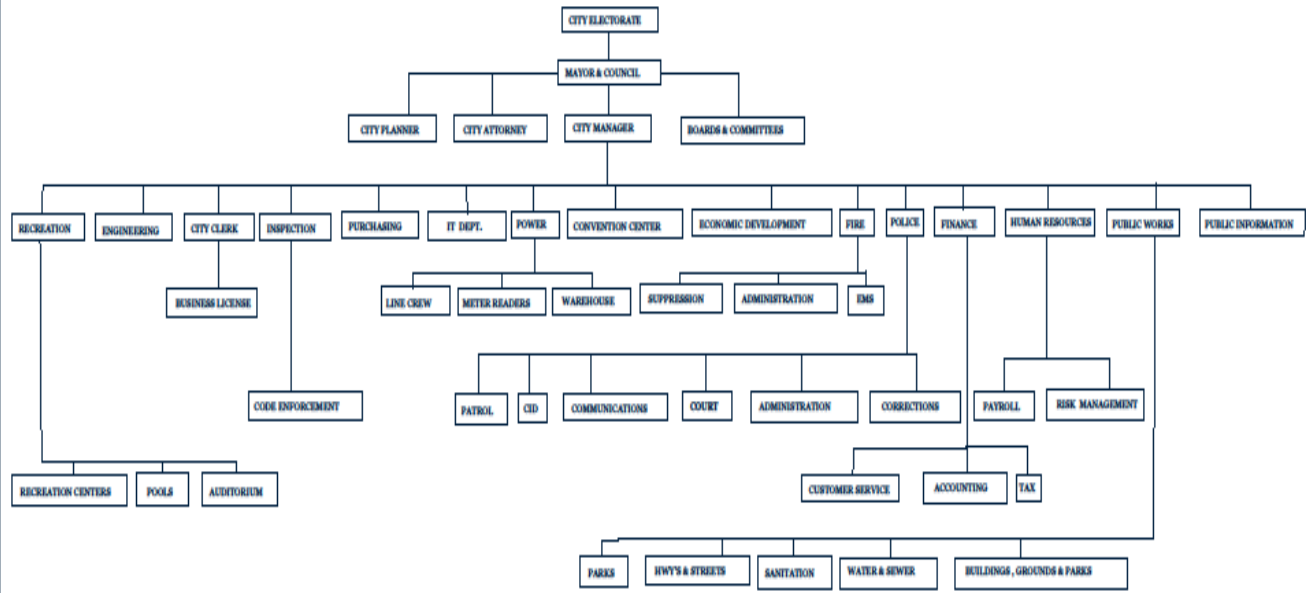 CITY ELECTORATE
MAYOR & COUNCIL
CITY PLANNER
CITY ATTORNEY
CITY MANAGER
BOARDS & COMMITTEES
RECREATION
ENGINEERING
CITY CLERK
INSPECTION
PURCHASING
IT DEPT.
POWER
CONVENTION CENTER
ECONOMIC DEVELOPMENT
FIRE
POLICE
FINANCE
HUMAN RESOURCES
PUBLIC WORKS
PUBLIC INFORMATION
BUSINESS LICENSE
LINE CREW
METER READERS
WAREHOUSE
SUPPRESSION
ADMINISTRATION
EMS
CODE ENFORCEMENT
PATROL
CID
COMMUNICATIONS
COURT
ADMINISTRATION
CORRECTIONS
PAYROLL
RISK MANAGEMENT
RECREATION CENTERS
POOLS
AUDITORIUM
CUSTOMER SERVICE
ACCOUNTING
TAX
PARKS
HWY'S & STREETS
SANITATION
WATER & SEWER
BUILDINGS , GROUNDS & PARKS